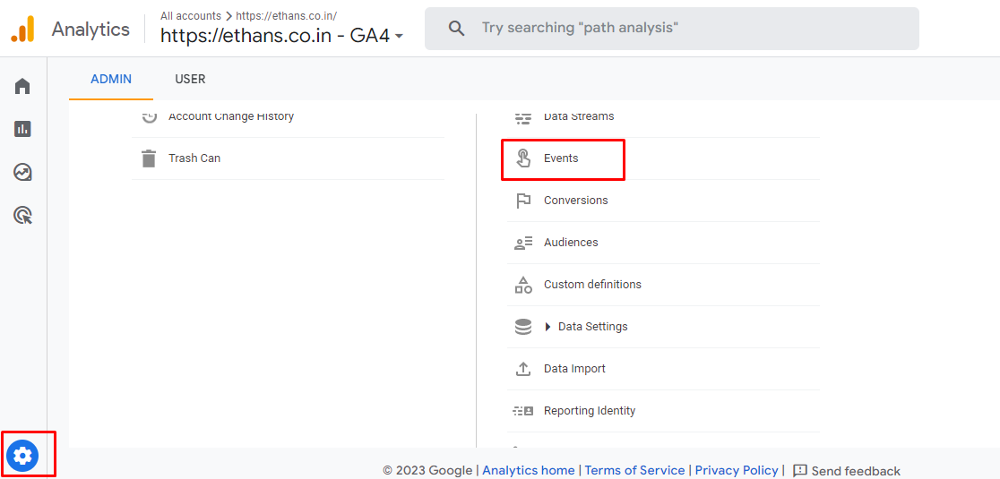 Analytics
All accounts > https://ethans.co.in/
https://ethans.co.in - GA4
Try searching "path analysis"
ADMIN
USER
Account Change History
Trash Can
Data Streams
Events
Conversions
Audiences
Custom definitions
Data Settings
Data Import
Reporting Identity
© 2023 Google | Analytics home | Terms of Service | Privacy Policy | Send feedback